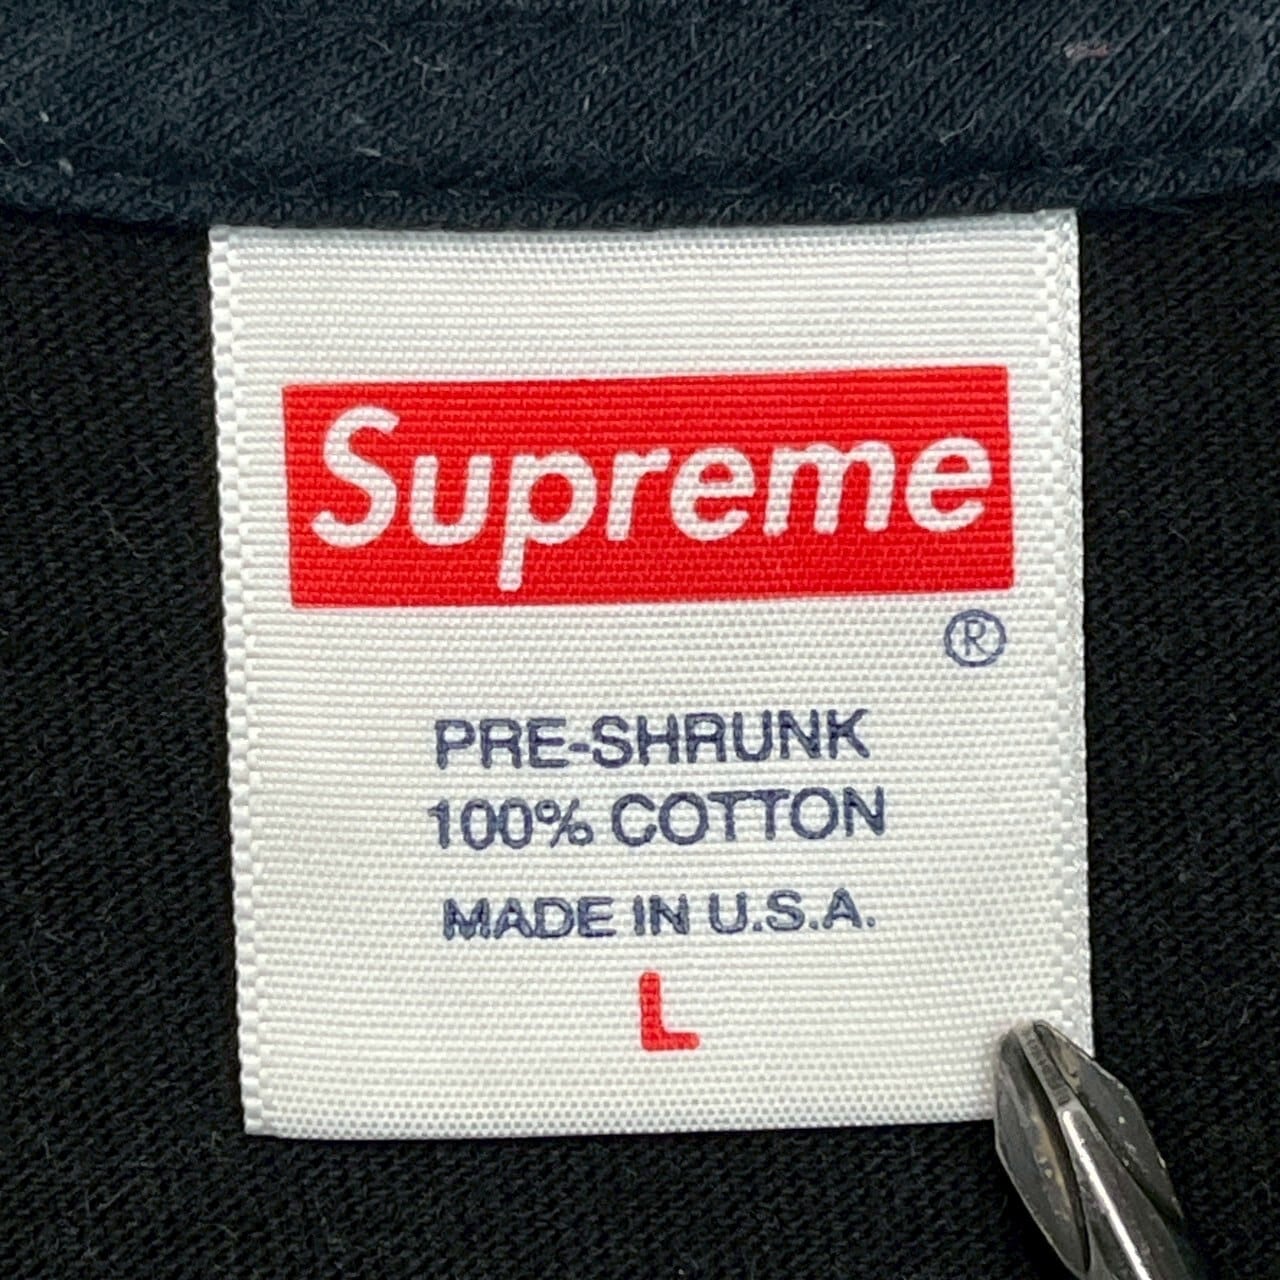 Supreme
®
PRE-SHRUNK
100% COTTON
MADE IN U.S.A.
L